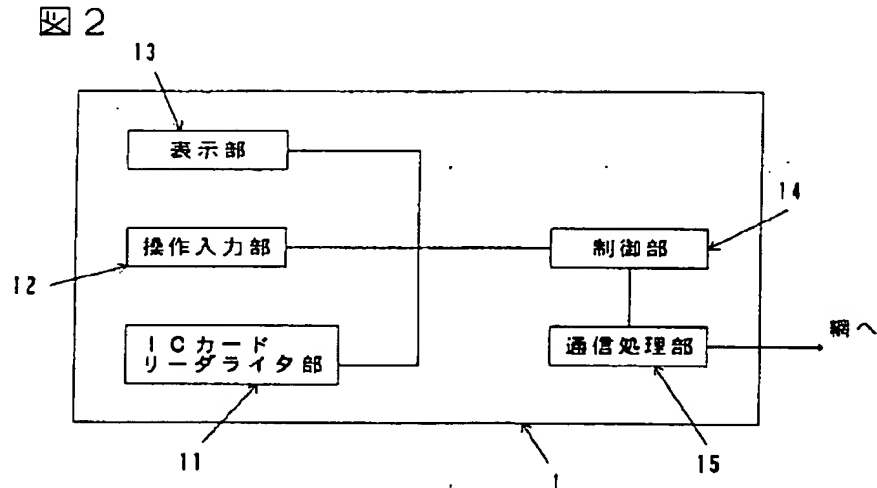 図2
13
表示部
14
操作入力部
制御部
12
ICカード
リーダライタ部
通信処理部
網へ
11
15
1